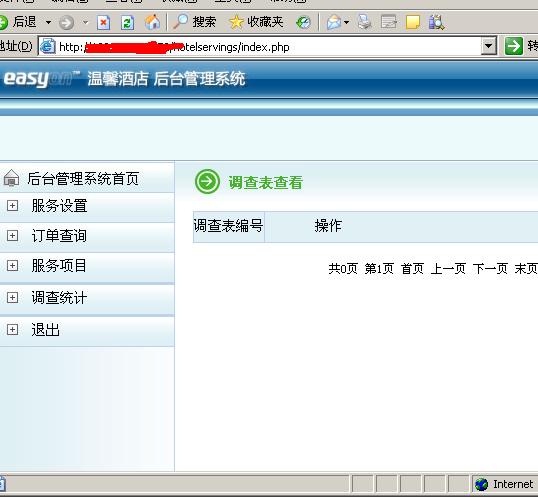 后退 搜索 收藏夹
地址(D) http: hotelservings/index.php 转
easyon™ 温馨酒店 后台管理系统
后台管理系统首页
服务设置
订单查询
服务项目
调查统计
退出
调查表查看
调查表编号 操作
共0页 第1页 首页 上一页 下一页 末页
Internet